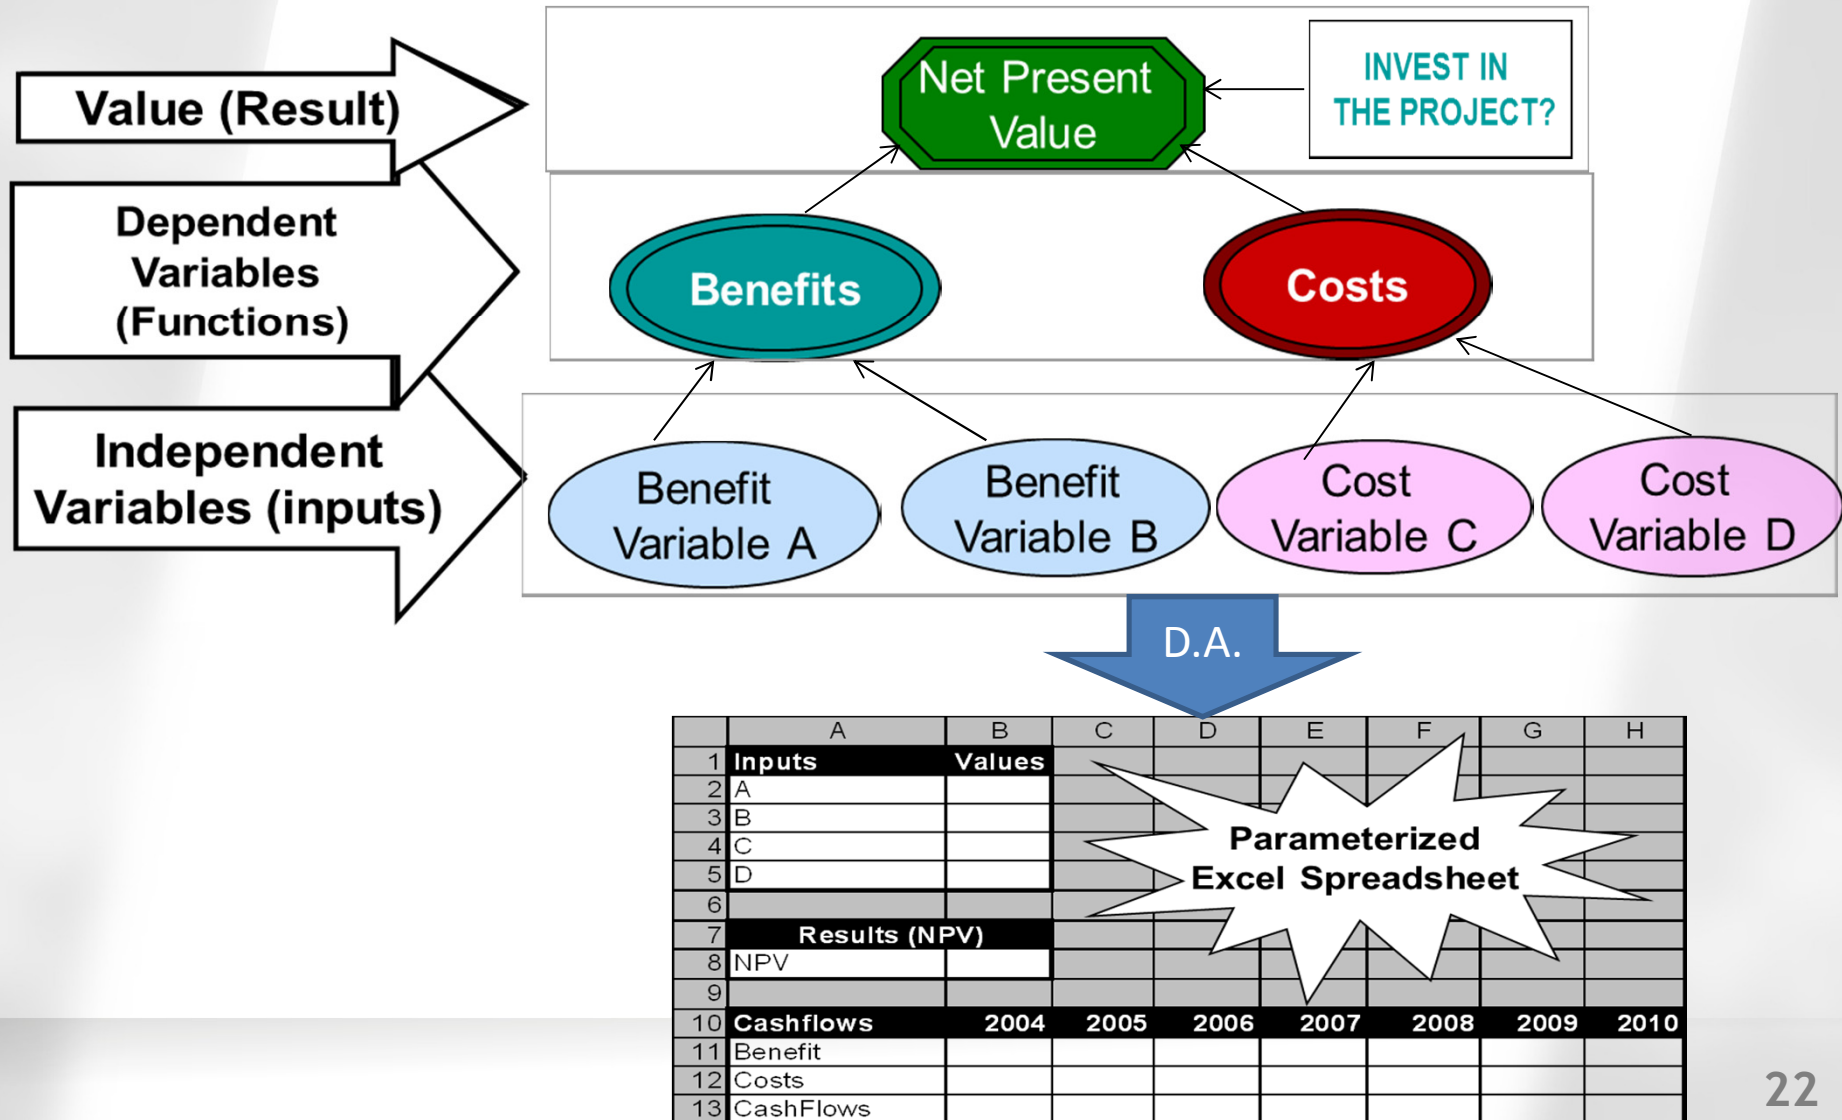 Value (Result)
Net Present
Value
INVEST IN
THE PROJECT?
Dependent
Variables
(Functions)
Benefits
Costs
Independent
Variables (inputs)
Benefit
Variable A
Benefit
Variable B
Cost
Variable C
Cost
Variable D
D.A.
A B C D E F G H
1 Inputs Values
2 A
3 B
4 C
5 D
6
7 Results (NPV)
8 NPV
9
Parameterized
Excel Spreadsheet
10 Cashflows 2004 2005 2006 2007 2008 2009 2010
11 Benefit
12 Costs
13 CashFlows
22